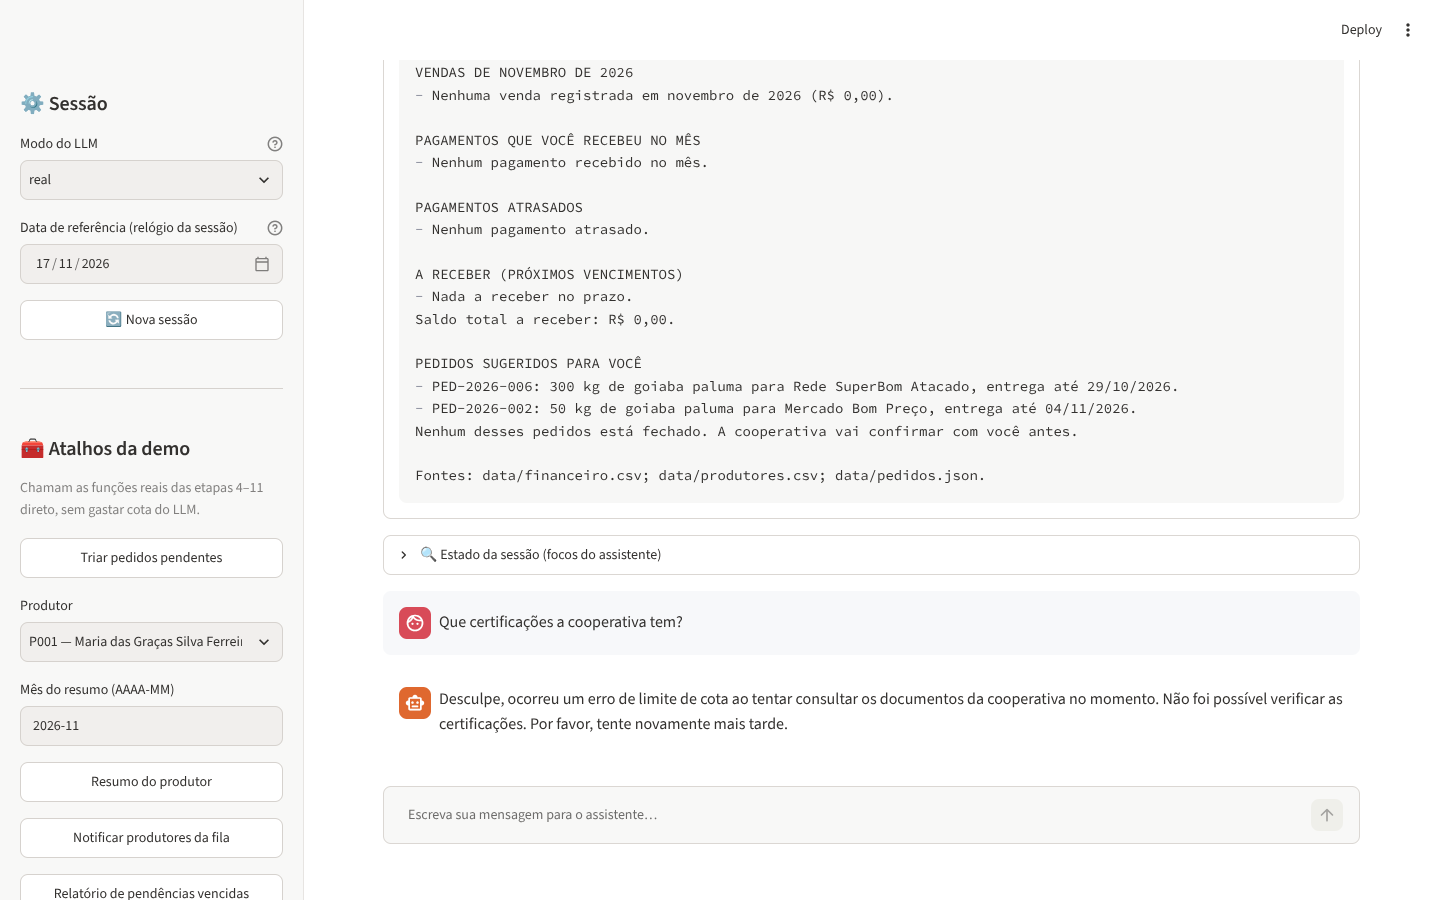 Deploy
Sessão
Modo do LLM
real
Data de referência (relógio da sessão)
17/11/2026
Nova sessão
Atalhos da demo
Chamam as funções reais das etapas 4–11
direto, sem gastar cota do LLM.
Triar pedidos pendentes
Produtor
P001 — Maria das Graças Silva Ferrei
Mês do resumo (AAAA-MM)
2026-11
Resumo do produtor
Notificar produtores da fila
Relatório de pendências vencidas
VENDAS DE NOVEMBRO DE 2026
- Nenhuma venda registrada em novembro de 2026 (R$ 0,00).
PAGAMENTOS QUE VOCÊ RECEBEU NO MÊS
- Nenhum pagamento recebido no mês.
PAGAMENTOS ATRASADOS
- Nenhum pagamento atrasado.
A RECEBER (PRÓXIMOS VENCIMENTOS)
- Nada a receber no prazo.
Saldo total a receber: R$ 0,00.
PEDIDOS SUGERIDOS PARA VOCÊ
- PED-2026-006: 300 kg de goiaba paluma para Rede SuperBom Atacado, entrega até 29/10/2026.
- PED-2026-002: 50 kg de goiaba paluma para Mercado Bom Preço, entrega até 04/11/2026.
Nenhum desses pedidos está fechado. A cooperativa vai confirmar com você antes.
Fontes: data/financeiro.csv; data/produtores.csv; data/pedidos.json.
Estado da sessão (focos do assistente)
Que certificações a cooperativa tem?
Desculpe, ocorreu um erro de limite de cota ao tentar consultar os documentos da cooperativa no momento. Não foi possível verificar as
certificações. Por favor, tente novamente mais tarde.
Escreva sua mensagem para o assistente…